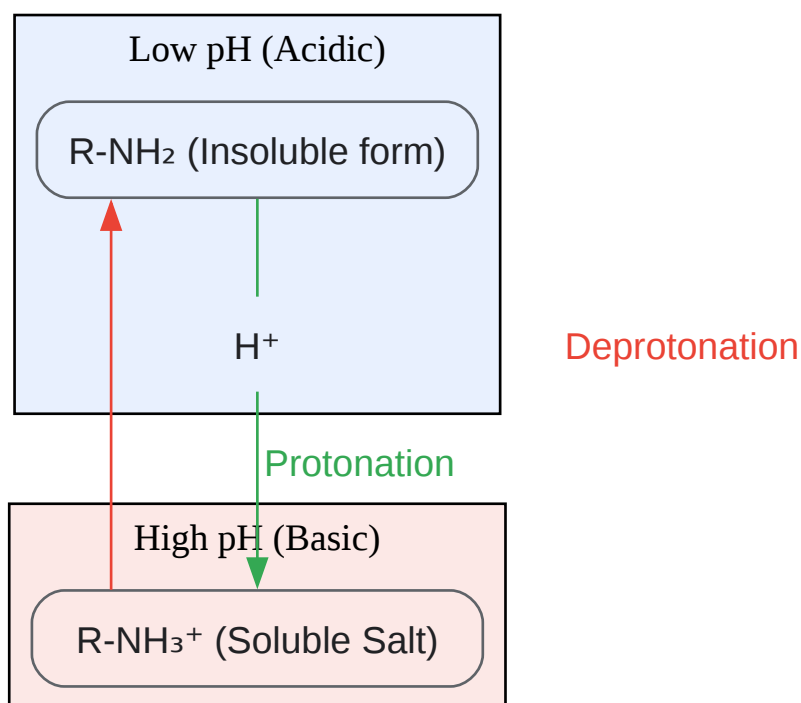 Low pH (Acidic)
R-NH₂ (Insoluble form)
H⁺
Deprotonation
Protonation
High pH (Basic)
R-NH₃⁺ (Soluble Salt)